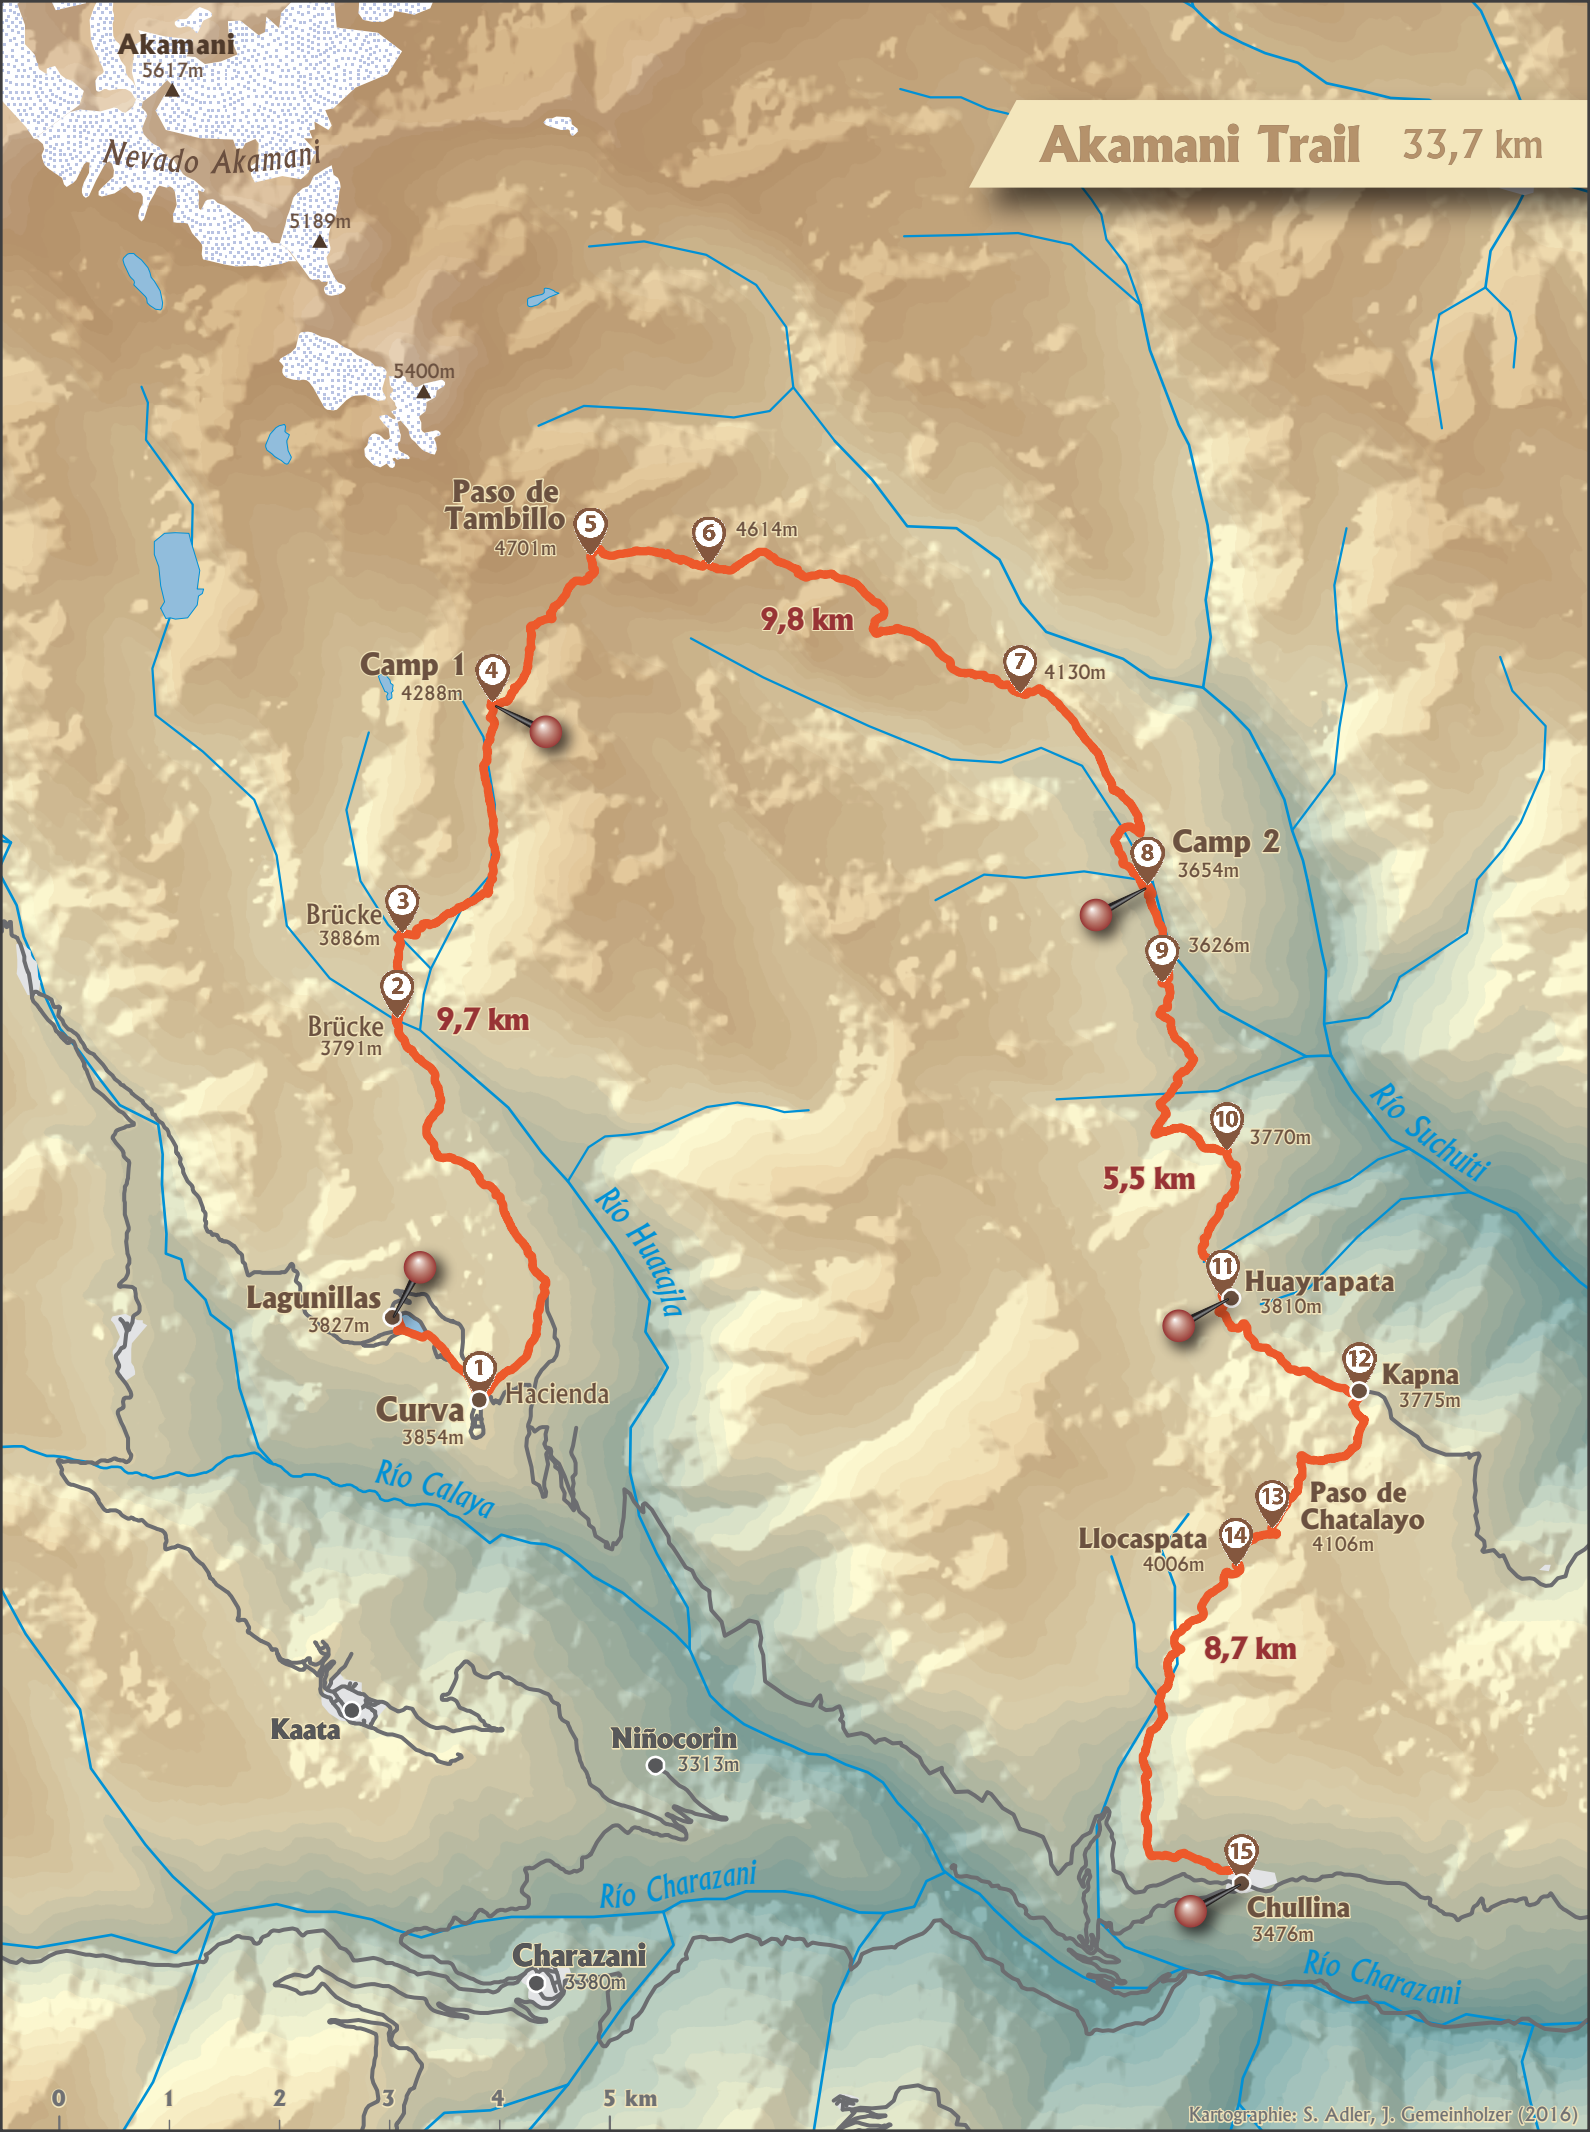 Akamani
5617m
Nevado Akamani
5189m
5400m
Akamani Trail 33,7 km
Paso de
Tambillo
4701m
5
6
4614m
9,8 km
Camp 1
4288m
4
7
4130m
8
Camp 2
3654m
3
Brücke
3886m
9
3626m
2
Brücke
3791m
9,7 km
10
3770m
Río Suchuiti
5,5 km
Río Huatajla
11
Huayrapata
3810m
Lagunillas
3827m
1
Hacienda
Curva
3854m
12
Kapna
3775m
Río Calaya
13
Paso de
Chatalayo
4106m
14
Llocaspata
4006m
8,7 km
Kaata
Niñocorin
3313m
15
Chullina
3476m
Río Charazani
Charazani
3380m
Río Charazani
0 1 2 3 4 5 km
Kartographie: S. Adler, J. Gemeinholzer (2016)